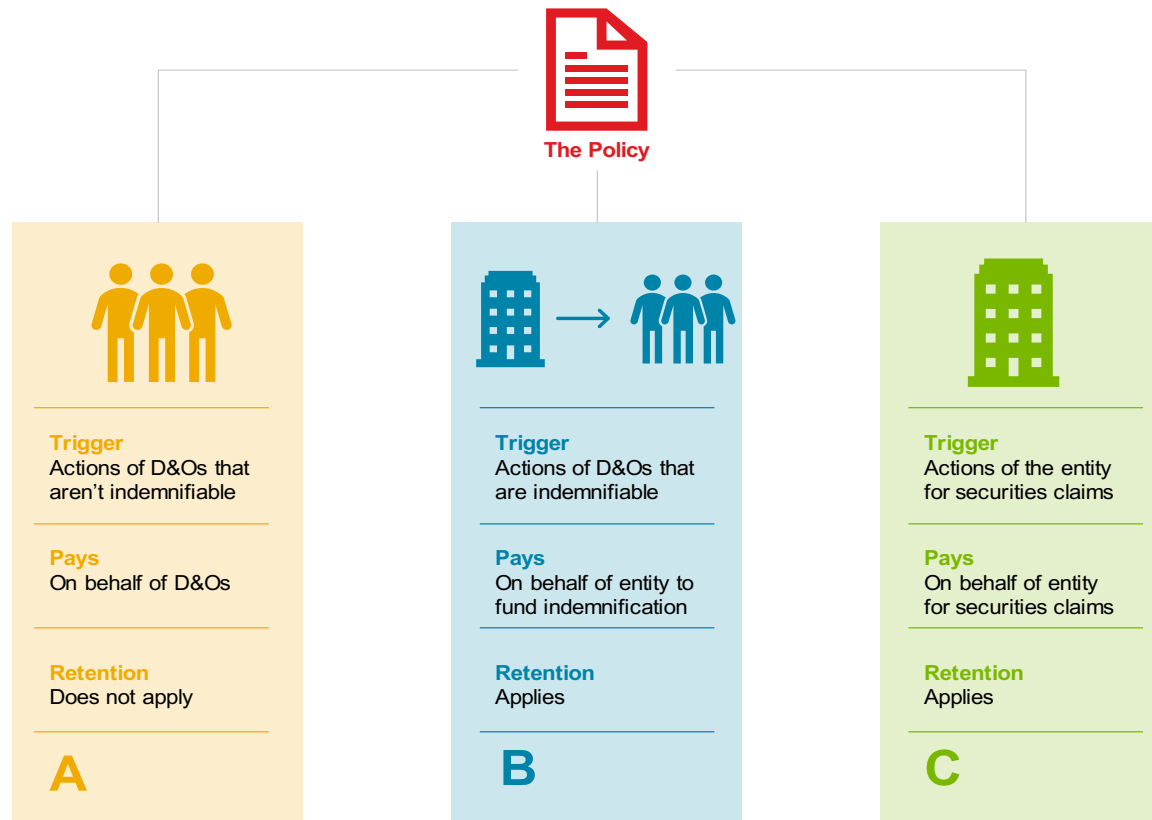 The Policy
Trigger
Actions of D&Os that
aren't indemnifiable
Pays
On behalf of D&Os
Retention
Does not apply
A
Trigger
Actions of D&Os that
are indemnifiable
Pays
On behalf of entity to
fund indemnification
Retention
Applies
B
Trigger
Actions of the entity
for securities claims
Pays
On behalf of entity
for securities claims
Retention
Applies
C